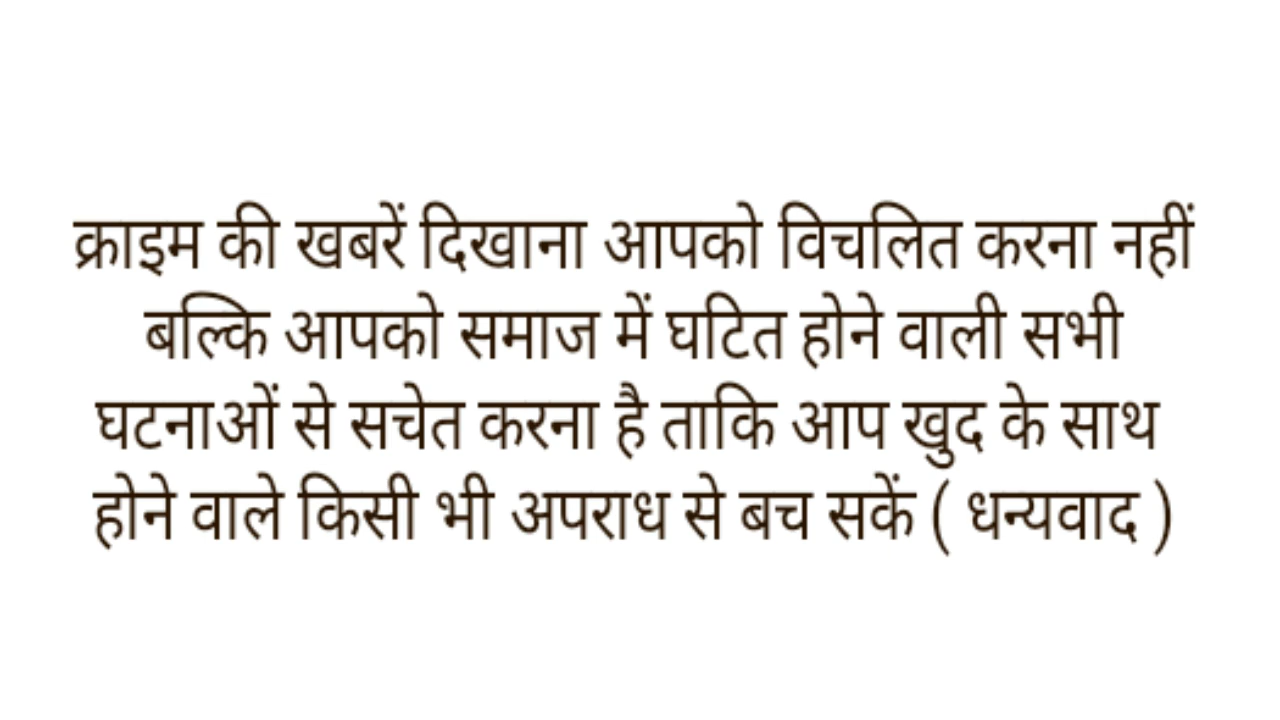 क्राइम की खबरें दिखाना आपको विचलित करना नहीं
बल्कि आपको समाज में घटित होने वाली सभी
घटनाओं से सचेत करना है ताकि आप खुद के साथ
होने वाले किसी भी अपराध से बच सकें ( धन्यवाद )